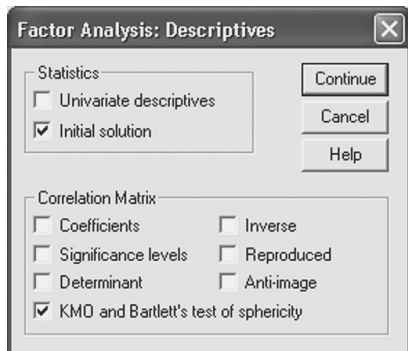 Factor Analysis: Descriptives
Statistics
Univariate descriptives
Initial solution
Continue
Cancel
Help
Correlation Matrix
Coefficients
Inverse
Significance levels
Reproduced
Determinant
Anti-image
KMO and Bartlett's test of sphericity